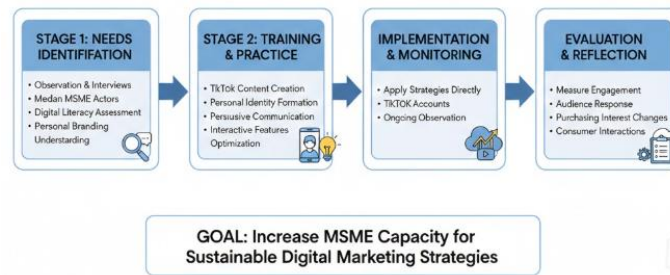 STAGE 1: NEEDS
IDENTIFIFATION
• Observation & Interviews
• Medan MSME Actors
• Digital Literacy Assessment
• Personal Branding
Understanding
STAGE 2: TRAINING
& PRACTICE
• TikTok Content Creation
• Personal Identity Formation
• Persuasive Communication
• Interactive Features
Optimization
IMPLEMENTATION
& MONITORING
• Apply Strategies Directly
• TikTOK Accounts
• Ongoing Observation
EVALUATION
& REFLECTION
• Measure Engagement
• Audience Response
• Purchasing Interest Changes
• Consumer Interactions
GOAL: Increase MSME Capacity for
Sustainable Digital Marketing Strategies